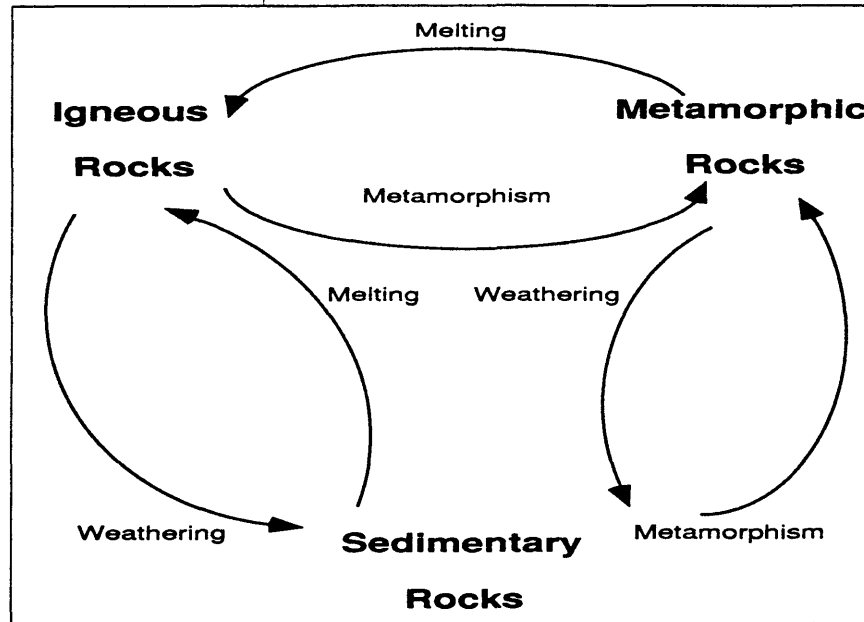 Melting
Igneous
Rocks
Metamorphic
Rocks
Metamorphism
Melting
Weathering
Weathering
Metamorphism
Sedimentary
Rocks